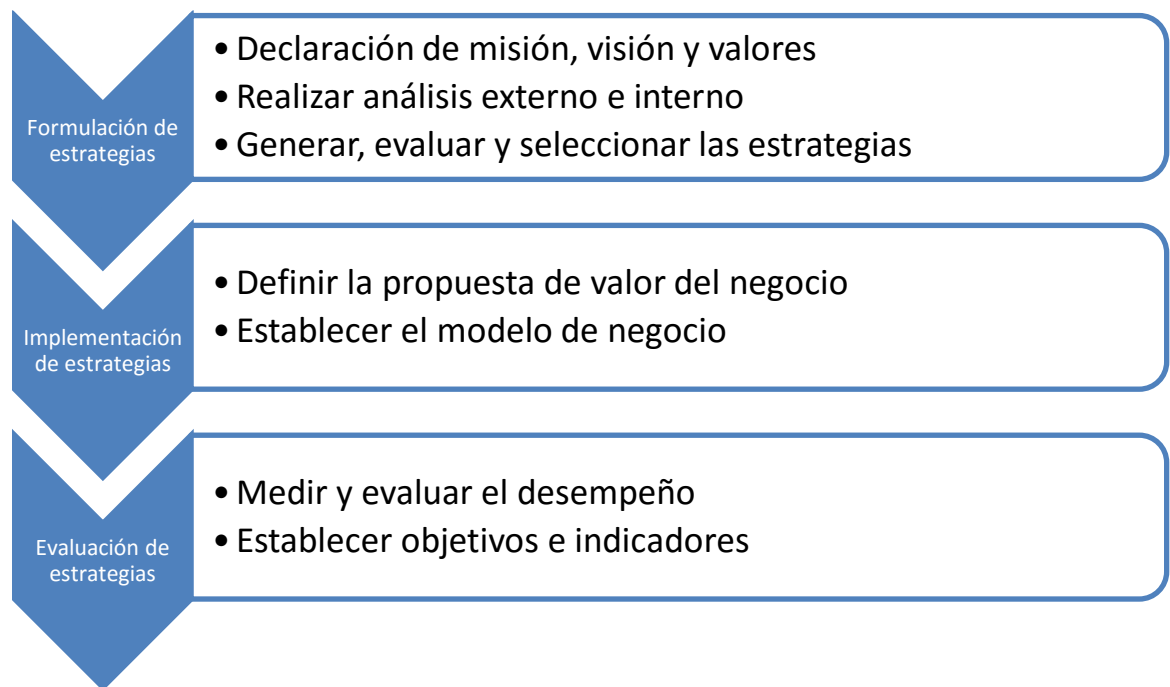 Formulación de
estrategias
• Declaración de misión, visión y valores
• Realizar análisis externo e interno
• Generar, evaluar y seleccionar las estrategias
Implementación
de estrategias
• Definir la propuesta de valor del negocio
• Establecer el modelo de negocio
Evaluación de
estrategias
• Medir y evaluar el desempeño
• Establecer objetivos e indicadores